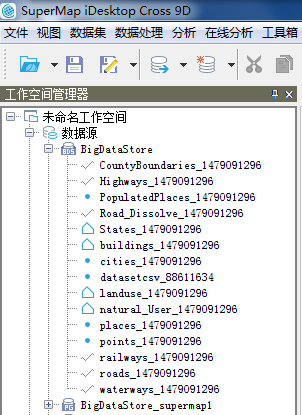 SuperMap iDesktop Cross 9D
文件 视图 数据集 数据处理 分析 在线分析 工具箱
工作空间管理器
未命名工作空间
数据源
BigDataStore
CountyBoundaries_1479091296
Highways_1479091296
PopulatedPlaces_1479091296
Road_Dissolve_1479091296
States_1479091296
buildings_1479091296
cities_1479091296
datasetcsv_88611634
landuse_1479091296
natural_User_1479091296
places_1479091296
points_1479091296
railways_1479091296
roads_1479091296
waterways_1479091296
PG
BigDataStore_supermap1